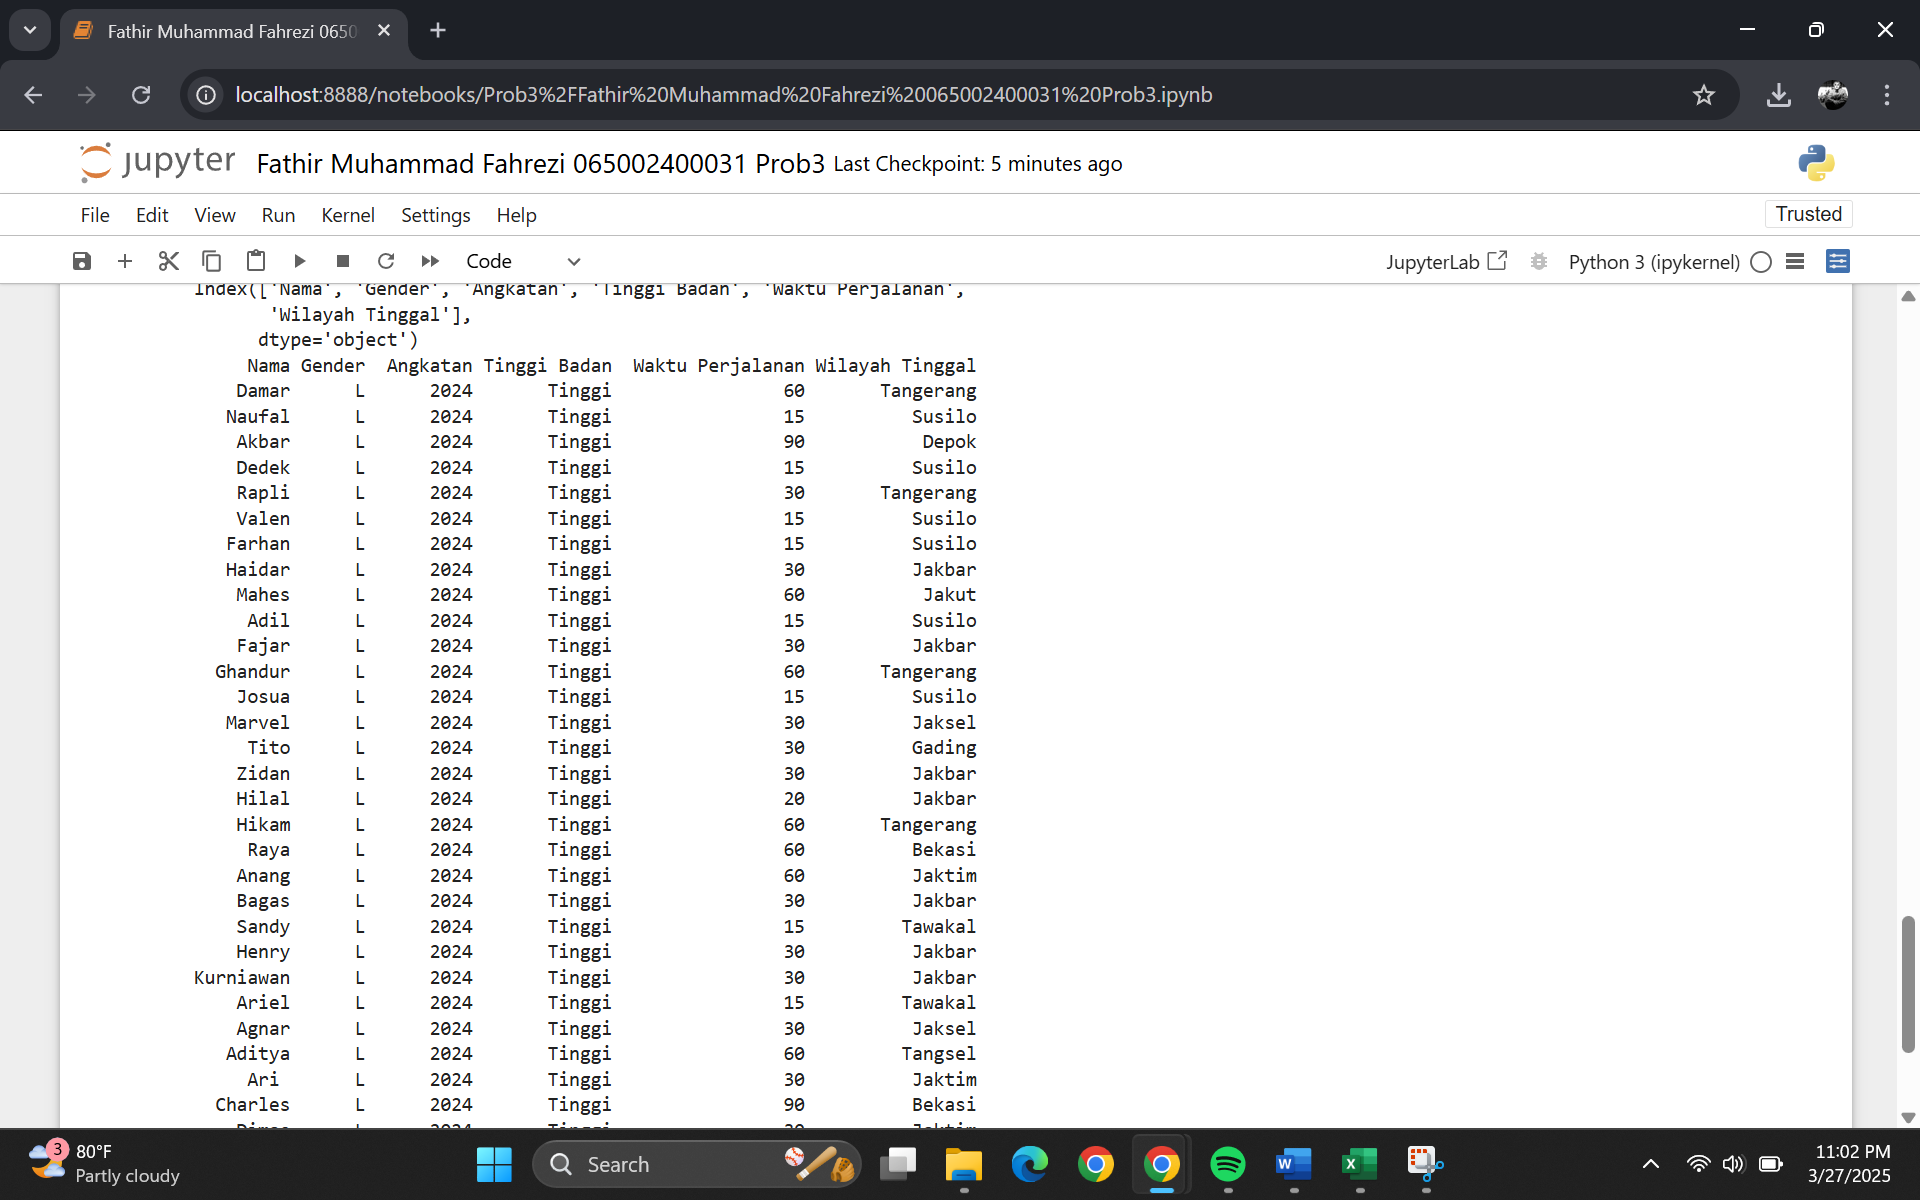 Fathir Muhammad Fahrezi 0650
localhost:8888/notebooks/Prob3%2FFathir%20Muhammad%20Fahrezi%20065002400031%20Prob3.ipynb
jupyter Fathir Muhammad Fahrezi 065002400031 Prob3 Last Checkpoint: 5 minutes ago
File Edit View Run Kernel Settings Help Trusted
Code JupyterLab Python 3 (ipykernel)
Index(['Nama', 'Gender', 'Angkatan', 'Tinggi Badan', 'Waktu Perjalanan',
'Wilayah Tinggal'],
dtype='object')
Nama Gender Angkatan Tinggi Badan Waktu Perjalanan Wilayah Tinggal
Damar L 2024 Tinggi 60 Tangerang
Naufal L 2024 Tinggi 15 Susilo
Akbar L 2024 Tinggi 90 Depok
Dedek L 2024 Tinggi 15 Susilo
Rapli L 2024 Tinggi 30 Tangerang
Valen L 2024 Tinggi 15 Susilo
Farhan L 2024 Tinggi 15 Susilo
Haidar L 2024 Tinggi 30 Jakbar
Mahes L 2024 Tinggi 60 Jakut
Adil L 2024 Tinggi 15 Susilo
Fajar L 2024 Tinggi 30 Jakbar
Ghandur L 2024 Tinggi 60 Tangerang
Josua L 2024 Tinggi 15 Susilo
Marvel L 2024 Tinggi 30 Jaksel
Tito L 2024 Tinggi 30 Gading
Zidan L 2024 Tinggi 30 Jakbar
Hilal L 2024 Tinggi 20 Jakbar
Hikam L 2024 Tinggi 60 Tangerang
Raya L 2024 Tinggi 60 Bekasi
Anang L 2024 Tinggi 60 Jaktim
Bagas L 2024 Tinggi 30 Jakbar
Sandy L 2024 Tinggi 15 Tawakal
Henry L 2024 Tinggi 30 Jakbar
Kurniawan L 2024 Tinggi 30 Jakbar
Ariel L 2024 Tinggi 15 Tawakal
Agnar L 2024 Tinggi 30 Jaksel
Aditya L 2024 Tinggi 60 Tangsel
Ari L 2024 Tinggi 30 Jaktim
Charles L 2024 Tinggi 90 Bekasi
3 80°F
Partly cloudy
Search
11:02 PM
3/27/2025